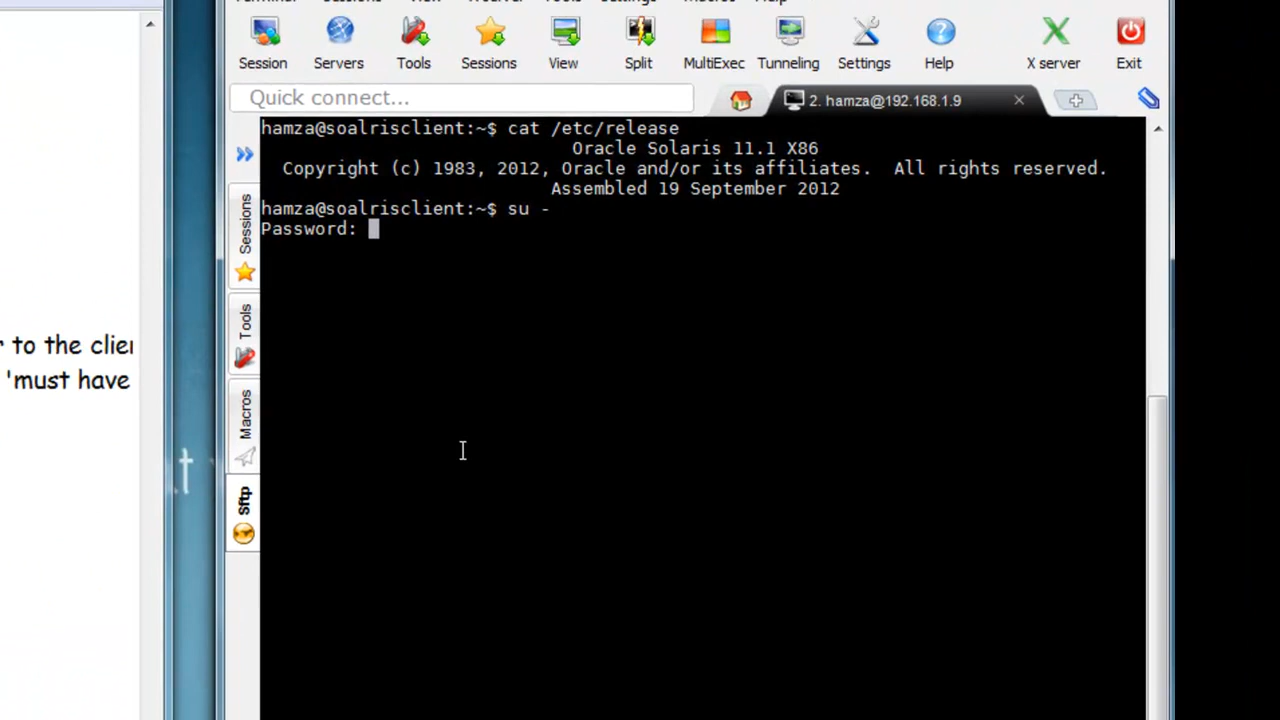 Session
Servers
Tools
Sessions
View
Split
MultiExec
Tunneling
Settings
Help
X server
Exit
Quick connect...
2. hamza@192.168.1.9
hamza@soalrisclient:~$ cat /etc/release
Oracle Solaris 11.1 X86
Copyright (c) 1983, 2012, Oracle and/or its affiliates. All rights reserved.
Assembled 19 September 2012
hamza@soalrisclient:~$ su -
Password:
Sessions
Tools
Macros
Sftp
r to the clier
'must have
.t